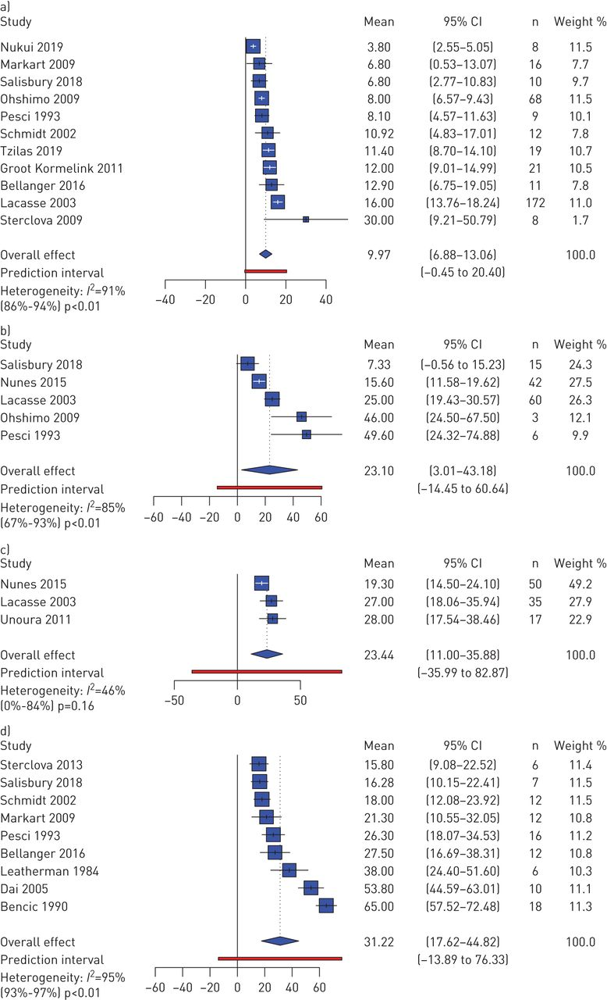 a)
Study Mean 95% CI n Weight %
Nukui 2019 3.80 (2.55–5.05) 8 11.5
Markart 2009 6.80 (0.53–13.07) 16 7.7
Salisbury 2018 6.80 (2.77–10.83) 10 9.7
Ohshimo 2009 8.00 (6.57–9.43) 68 11.5
Pesci 1993 8.10 (4.57–11.63) 9 10.1
Schmidt 2002 10.92 (4.83–17.01) 12 7.8
Tzilas 2019 11.40 (8.70–14.10) 19 10.7
Groot Kormelink 2011 12.00 (9.01–14.99) 21 10.5
Bellanger 2016 12.90 (6.75–19.05) 11 7.8
Lacasse 2003 16.00 (13.76–18.24) 172 11.0
Sterclova 2009 30.00 (9.21–50.79) 8 1.7
Overall effect 9.97 (6.88–13.06) 100.0
Prediction interval (–0.45 to 20.40)
Heterogeneity: I²=91%
(86%-94%) p<0.01
–40 –20 0 20 40
b)
Study Mean 95% CI n Weight %
Salisbury 2018 7.33 (–0.56 to 15.23) 15 24.3
Nunes 2015 15.60 (11.58–19.62) 42 27.5
Lacasse 2003 25.00 (19.43–30.57) 60 26.3
Ohshimo 2009 46.00 (24.50–67.50) 3 12.1
Pesci 1993 49.60 (24.32–74.88) 6 9.9
Overall effect 23.10 (3.01–43.18) 100.0
Prediction interval (–14.45 to 60.64)
Heterogeneity: I²=85%
(67%-93%) p<0.01
–60 –40 –20 0 20 40 60
c)
Study Mean 95% CI n Weight %
Nunes 2015 19.30 (14.50–24.10) 50 49.2
Lacasse 2003 27.00 (18.06–35.94) 35 27.9
Unoura 2011 28.00 (17.54–38.46) 17 22.9
Overall effect 23.44 (11.00–35.88) 100.0
Prediction interval (–35.99 to 82.87)
Heterogeneity: I²=46%
(0%-84%) p=0.16
–50 0 50
d)
Study Mean 95% CI n Weight %
Sterclova 2013 15.80 (9.08–22.52) 6 11.4
Salisbury 2018 16.28 (10.15–22.41) 7 11.5
Schmidt 2002 18.00 (12.08–23.92) 12 11.5
Markart 2009 21.30 (10.55–32.05) 12 10.8
Pesci 1993 26.30 (18.07–34.53) 16 11.2
Bellanger 2016 27.50 (16.69–38.31) 12 10.8
Leatherman 1984 38.00 (24.40–51.60) 6 10.3
Dai 2005 53.80 (44.59–63.01) 10 11.1
Bencic 1990 65.00 (57.52–72.48) 18 11.3
Overall effect 31.22 (17.62–44.82) 100.0
Prediction interval (–13.89 to 76.33)
Heterogeneity: I²=95%
(93%-97%) p<0.01
–60 –40 –20 0 20 40 60